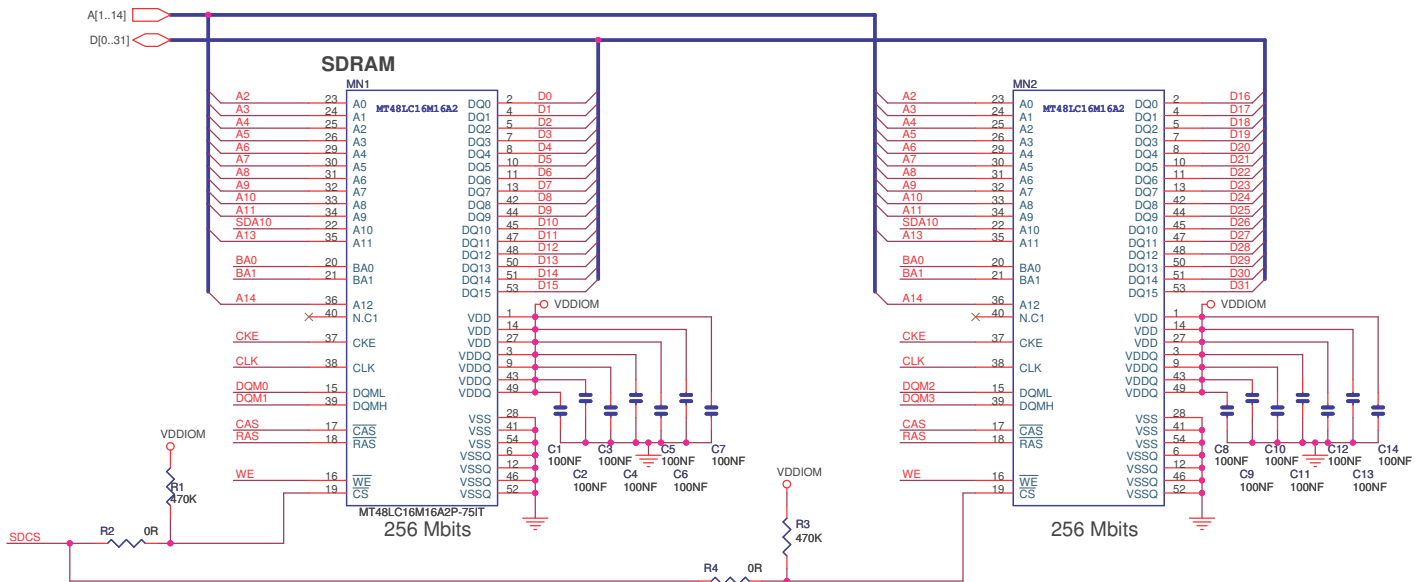 A[1..14]
D[0..31]
SDRAM
MN1
MT48LC16M16A2
A2 23 A0 DQ0 2 D0
A3 24 A1 DQ1 4 D1
A4 25 A2 DQ2 5 D2
A5 26 A3 DQ3 7 D3
A6 29 A4 DQ4 8 D4
A7 30 A5 DQ5 10 D5
A8 31 A6 DQ6 11 D6
A9 32 A7 DQ7 13 D7
A10 33 A8 DQ8 42 D8
A11 34 A9 DQ9 44 D9
SDA10 22 A10 DQ10 45 D10
A13 35 A11 DQ11 47 D11
DQ12 48 D12
BA0 20 BA0 DQ13 50 D13
BA1 21 BA1 DQ14 51 D14
DQ15 53 D15
A14 36 A12 VDDIOM
40 N.C1 VDD 1
VDD 14
CKE 37 CKE VDD 27
VDDQ 3
CLK 38 CLK VDDQ 9
VDDQ 43
DQM0 15 DQML VDDQ 49
DQM1 39 DQMH
VSS 28
CAS 17 CAS VSS 41
RAS 18 RAS VSS 54
VSSQ 6
VSSQ 12
WE 16 WE VSSQ 46
19 CS VSSQ 52
C1 C3 C5 C7
100NF 100NF 100NF 100NF
C2 C4 C6
100NF 100NF 100NF
MT48LC16M16A2P-75IT
256 Mbits
VDDIOM
R1
470K
SDCS
R2 0R
MN2
MT48LC16M16A2
A2 23 A0 DQ0 2 D16
A3 24 A1 DQ1 4 D17
A4 25 A2 DQ2 5 D18
A5 26 A3 DQ3 7 D19
A6 29 A4 DQ4 8 D20
A7 30 A5 DQ5 10 D21
A8 31 A6 DQ6 11 D22
A9 32 A7 DQ7 13 D23
A10 33 A8 DQ8 42 D24
A11 34 A9 DQ9 44 D25
SDA10 22 A10 DQ10 45 D26
A13 35 A11 DQ11 47 D27
DQ12 48 D28
BA0 20 BA0 DQ13 50 D29
BA1 21 BA1 DQ14 51 D30
DQ15 53 D31
A14 36 A12 VDDIOM
40 N.C1 VDD 1
VDD 14
CKE 37 CKE VDD 27
VDDQ 3
CLK 38 CLK VDDQ 9
VDDQ 43
DQM2 15 DQML VDDQ 49
DQM3 39 DQMH
VSS 28
CAS 17 CAS VSS 41
RAS 18 RAS VSS 54
VSSQ 6
VSSQ 12
WE 16 WE VSSQ 46
19 CS VSSQ 52
C8 C10 C12 C14
100NF 100NF 100NF 100NF
C9 C11 C13
100NF 100NF 100NF
256 Mbits
VDDIOM
R3
470K
R4 0R